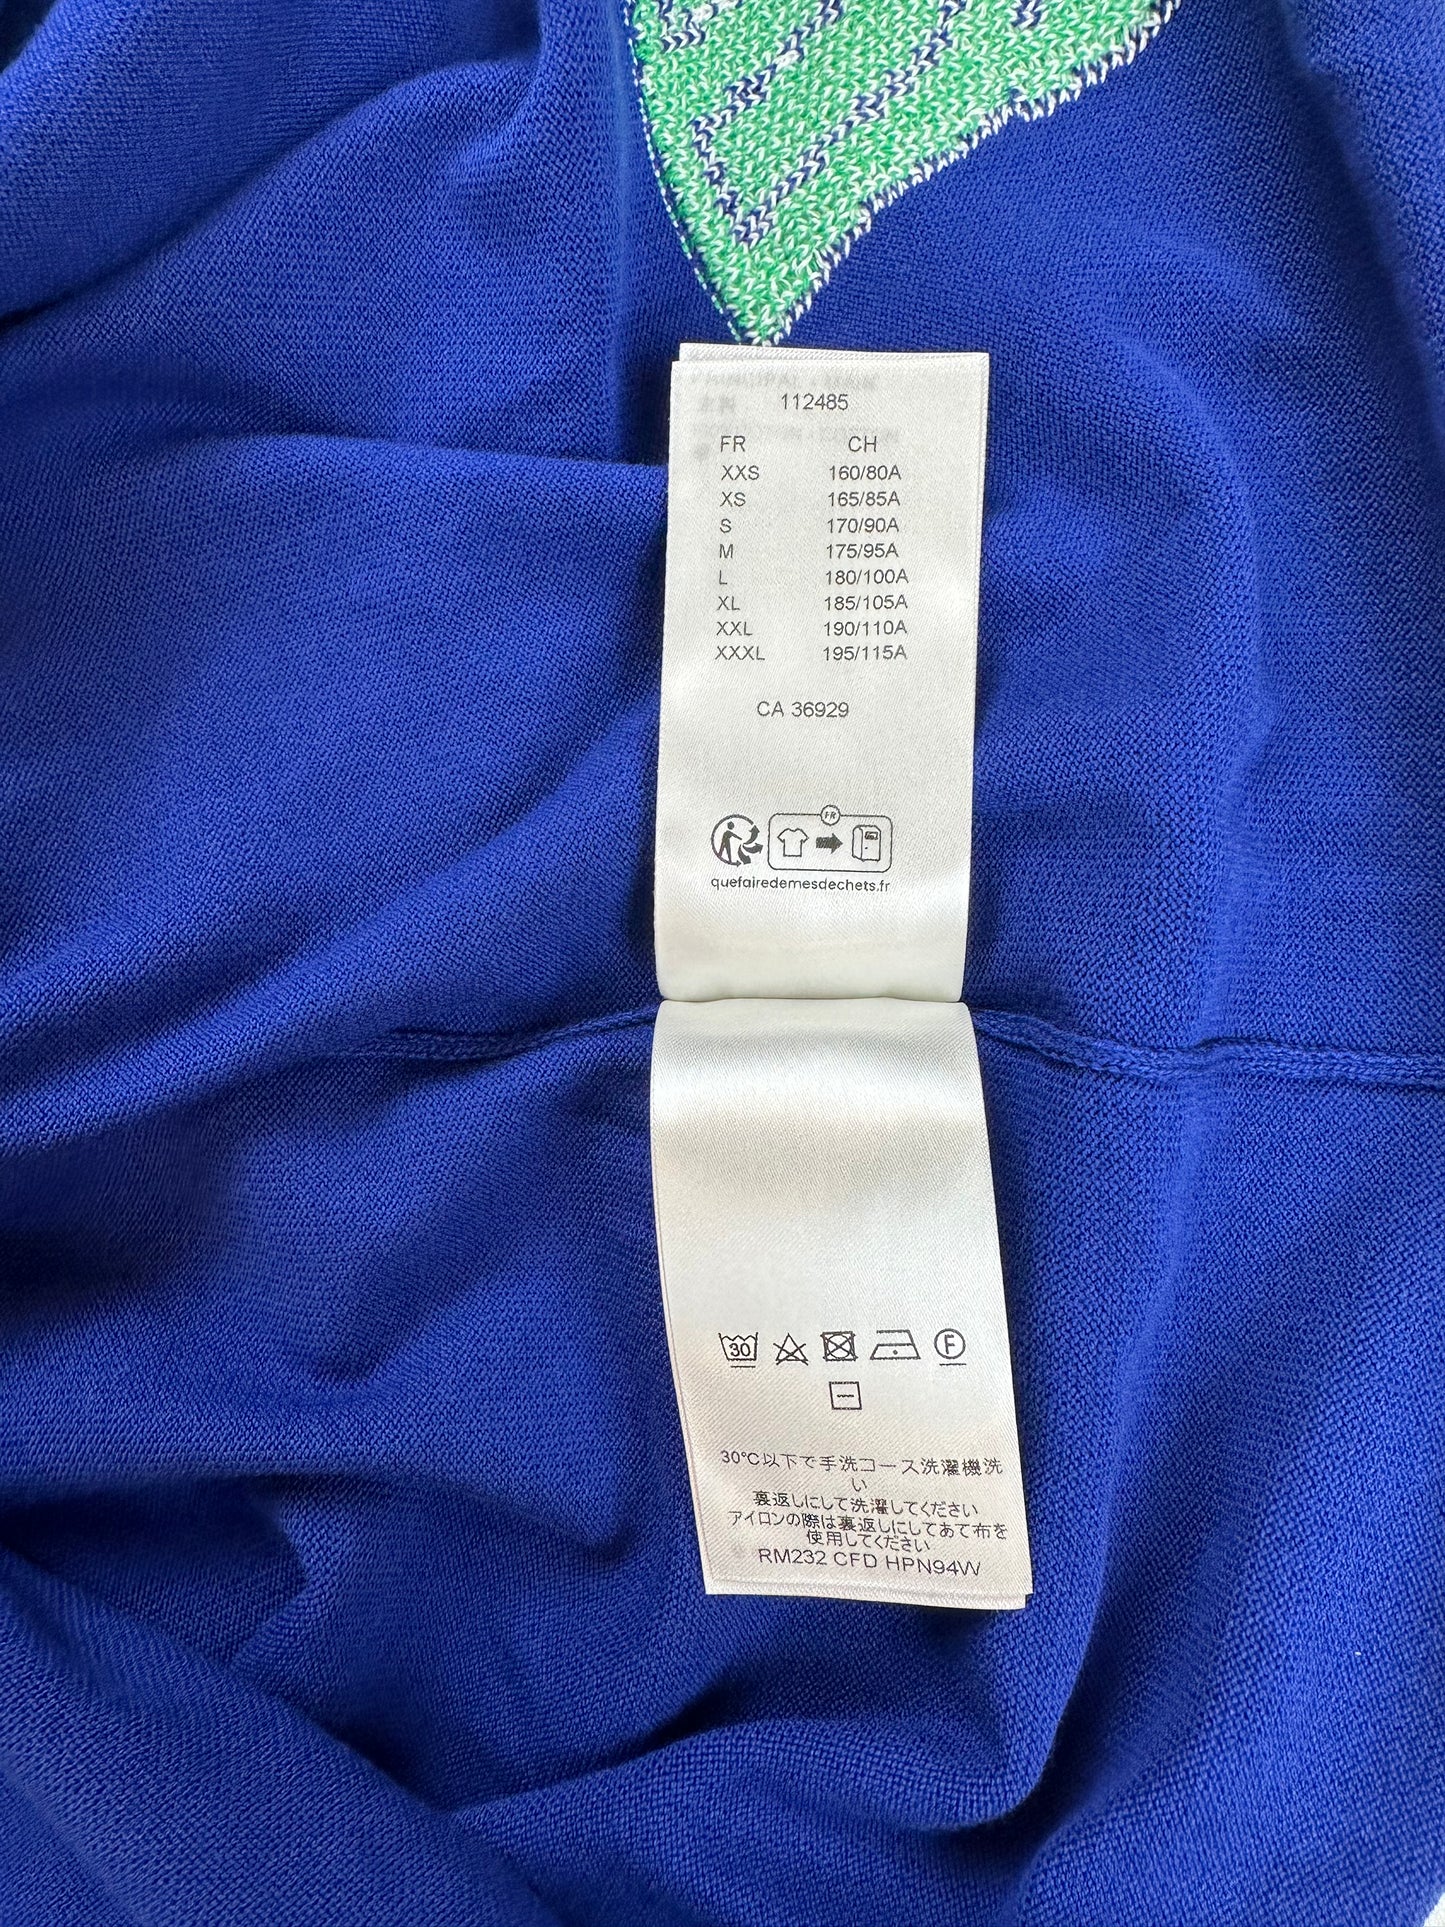 112485
FR CH
XXS 160/80A
XS 165/85A
S 170/90A
M 175/95A
L 180/100A
XL 185/105A
XXL 190/110A
XXXL 195/115A
CA 36929
FR
quefairedemesdechets.fr
30 F
30℃以下で手洗コース洗濯機洗
い
裏返しにして洗濯してください
アイロンの際は裏返しにしてあて布を
使用してください
RM232 CFD HPN94W